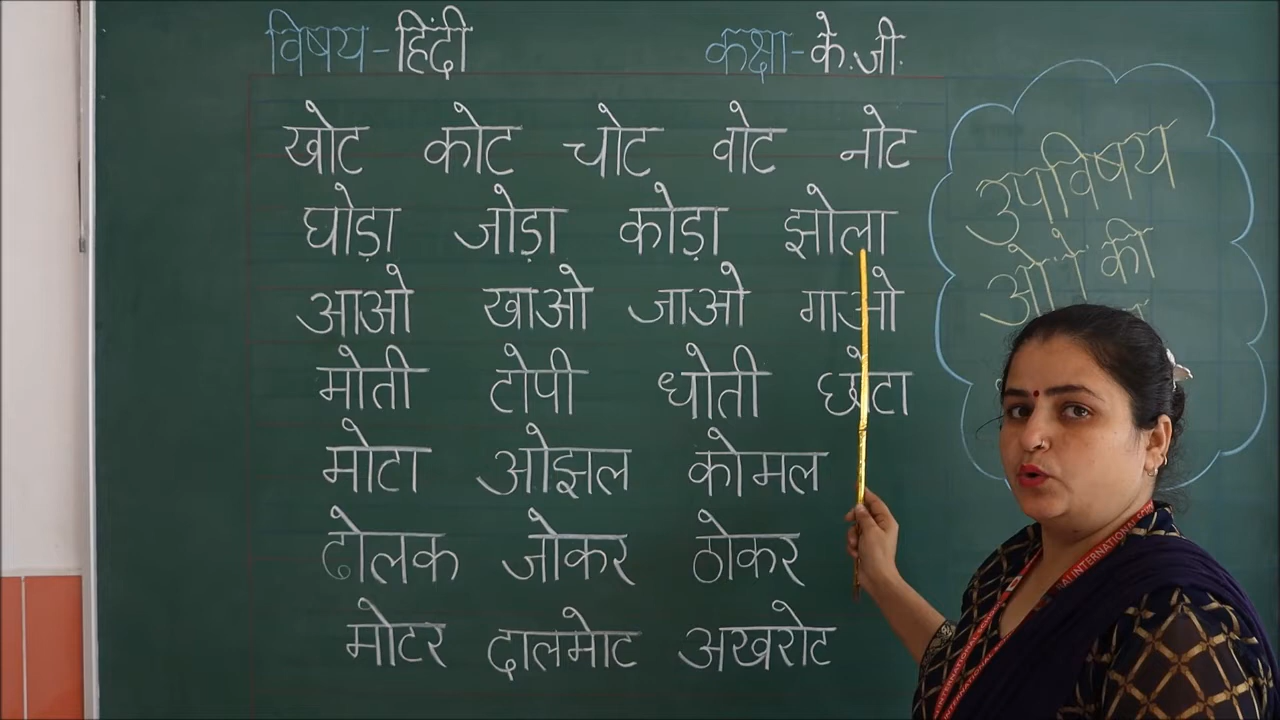 विषय-हिंदी कक्षा-के.जी.
खोट कोट चोट वोट नोट
घोड़ा जोड़ा कोड़ा झोला
आओ खाओ जाओ गाओ
मोती टोपी धोती छोटा
मोटा ओझल कोमल
ढोलक जोकर ठोकर
मोटर दालमोट अखरोट
उपविषय
ओो की